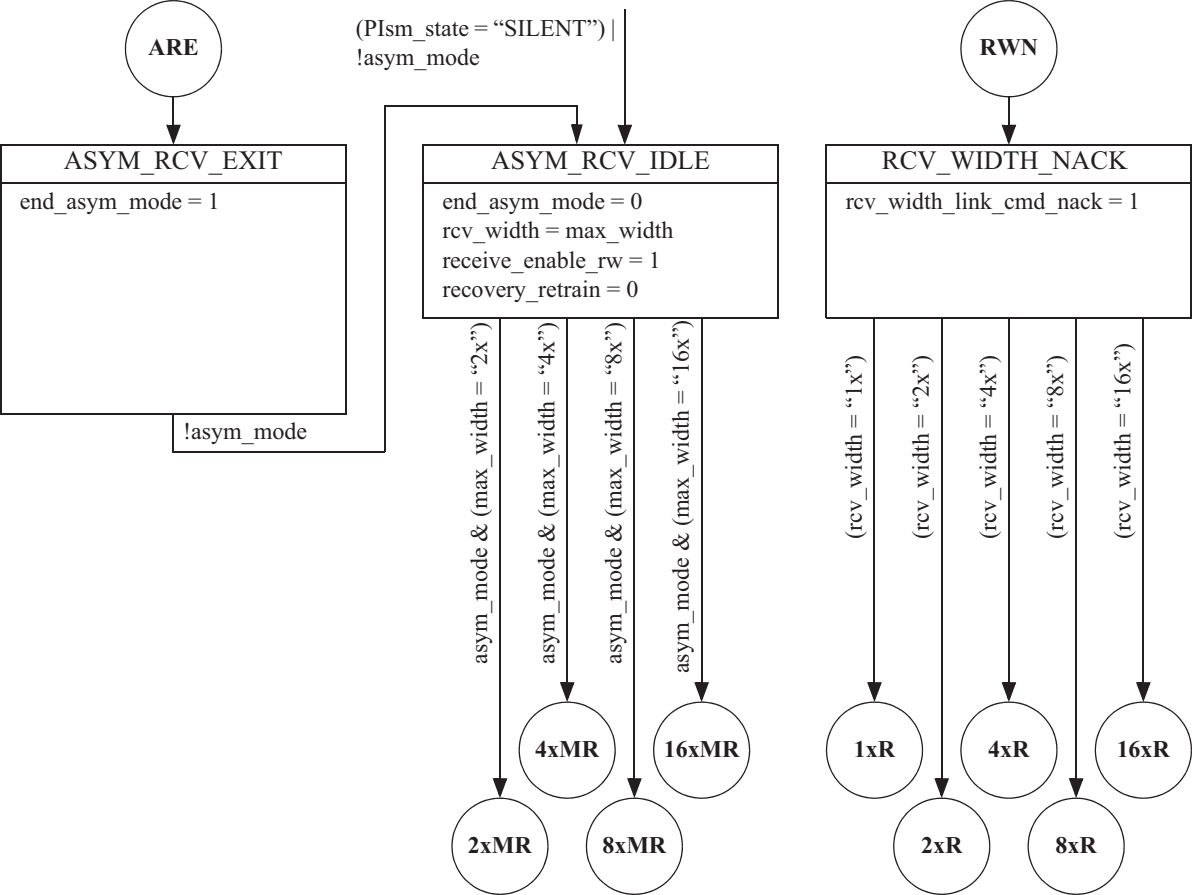 ARE
(PIsm_state = “SILENT”) |
!asym_mode
RWN
ASYM_RCV_EXIT
end_asym_mode = 1
!asym_mode
ASYM_RCV_IDLE
end_asym_mode = 0
rcv_width = max_width
receive_enable_rw = 1
recovery_retrain = 0
RCV_WIDTH_NACK
rcv_width_link_cmd_nack = 1
asym_mode & (max_width = “2x”)
asym_mode & (max_width = “4x”)
asym_mode & (max_width = “8x”)
asym_mode & (max_width = “16x”)
(rcv_width = “1x”)
(rcv_width = “2x”)
(rcv_width = “4x”)
(rcv_width = “8x”)
(rcv_width = “16x”)
4xMR
16xMR
2xMR
8xMR
1xR
4xR
16xR
2xR
8xR